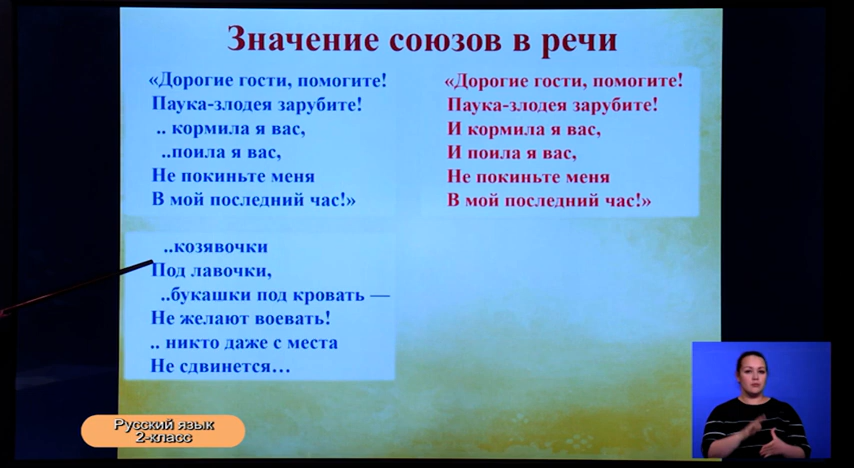 Значение союзов в речи
«Дорогие гости, помогите!
Паука-злодея зарубите!
.. кормила я вас,
..поила я вас,
Не покиньте меня
В мой последний час!»
«Дорогие гости, помогите!
Паука-злодея зарубите!
И кормила я вас,
И поила я вас,
Не покиньте меня
В мой последний час!»
..козявочки
Под лавочки,
..букашки под кровать —
Не желают воевать!
.. никто даже с места
Не сдвинется…
Русский язык
2-класс